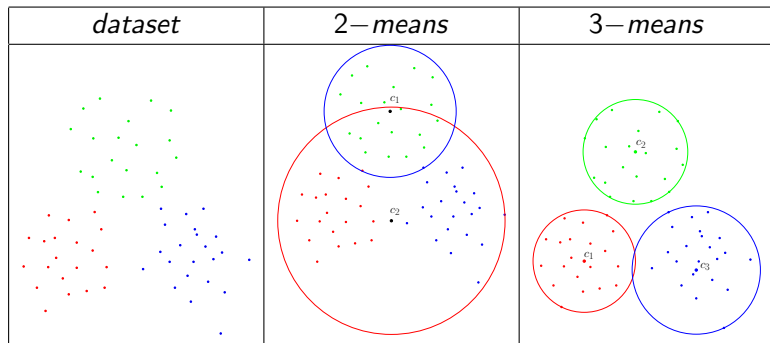 dataset 2−means 3−means
c₁
c₂
c₂
c₁
c₃